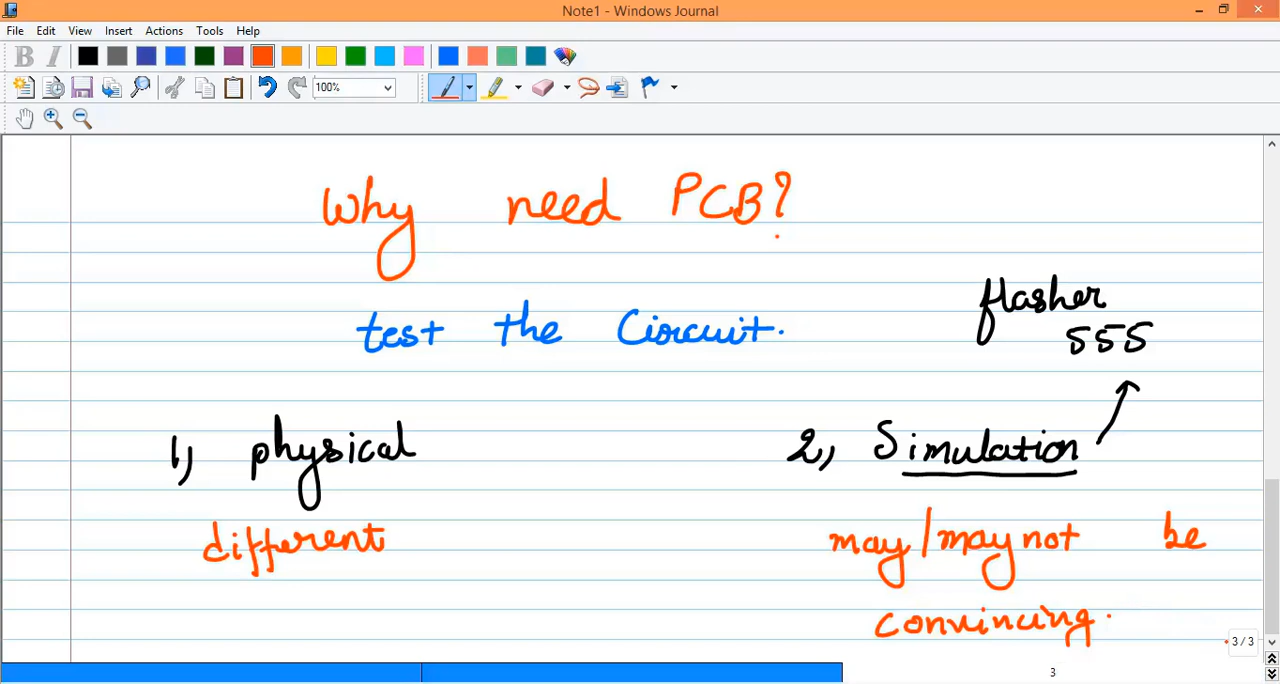 Note1 - Windows Journal
File Edit View Insert Actions Tools Help
B I
100%
Why need PCB?
test the Circuit.
flasher
555
1, physical
2, Simulation
different
may/may not be
convincing.
3/3
3